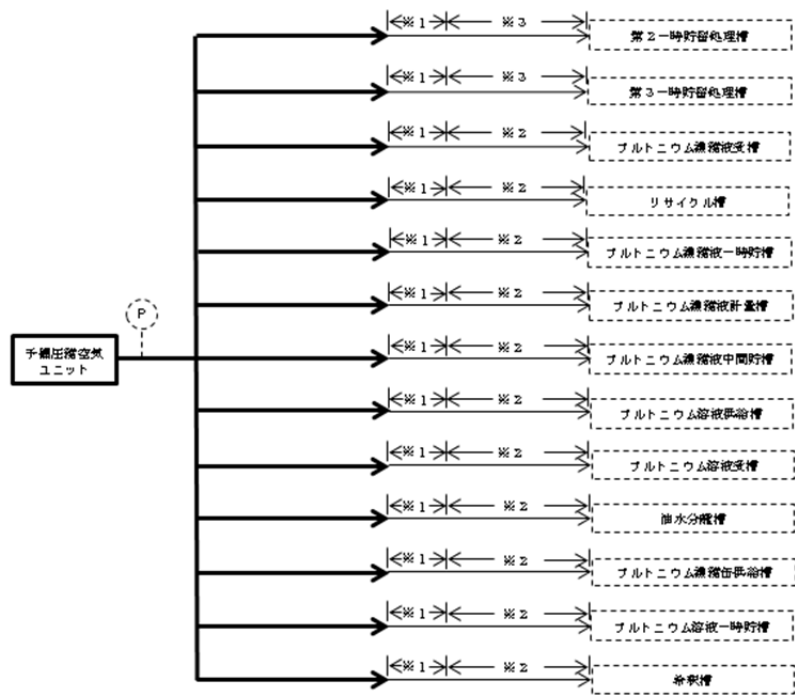 ※1 ※3 第2一時貯留処理槽
※1 ※3 第3一時貯留処理槽
※1 ※2 プルトニウム濃縮液受槽
※1 ※2 リサイクル槽
※1 ※2 プルトニウム濃縮液一時貯槽
※1 ※2 プルトニウム濃縮液計量槽
P
予備圧縮空気
ユニット
※1 ※2 プルトニウム濃縮液中間貯槽
※1 ※2 プルトニウム溶液供給槽
※1 ※2 プルトニウム溶液受槽
※1 ※2 油水分離槽
※1 ※2 プルトニウム濃縮缶供給槽
※1 ※2 プルトニウム溶液一時貯槽
※1 ※2 希釈槽